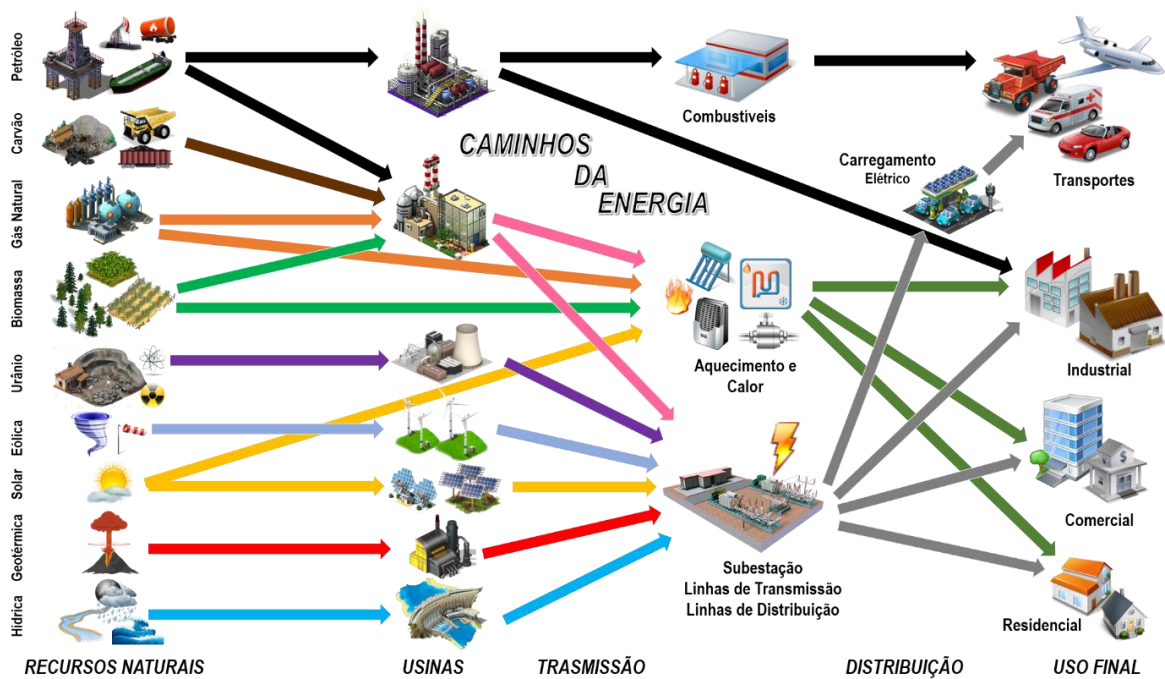 Petróleo
Carvão
Gás Natural
Biomassa
Urânio
Eólica
Solar
Geotérmica
Hídrica
CAMINHOS
DA
ENERGIA
Combustíveis
Carregamento
Elétrico
Transportes
Aquecimento e
Calor
Industrial
$
Comercial
Subestação
Linhas de Transmissão
Linhas de Distribuição
Residencial
RECURSOS NATURAIS
USINAS
TRASMISSÃO
DISTRIBUIÇÃO
USO FINAL